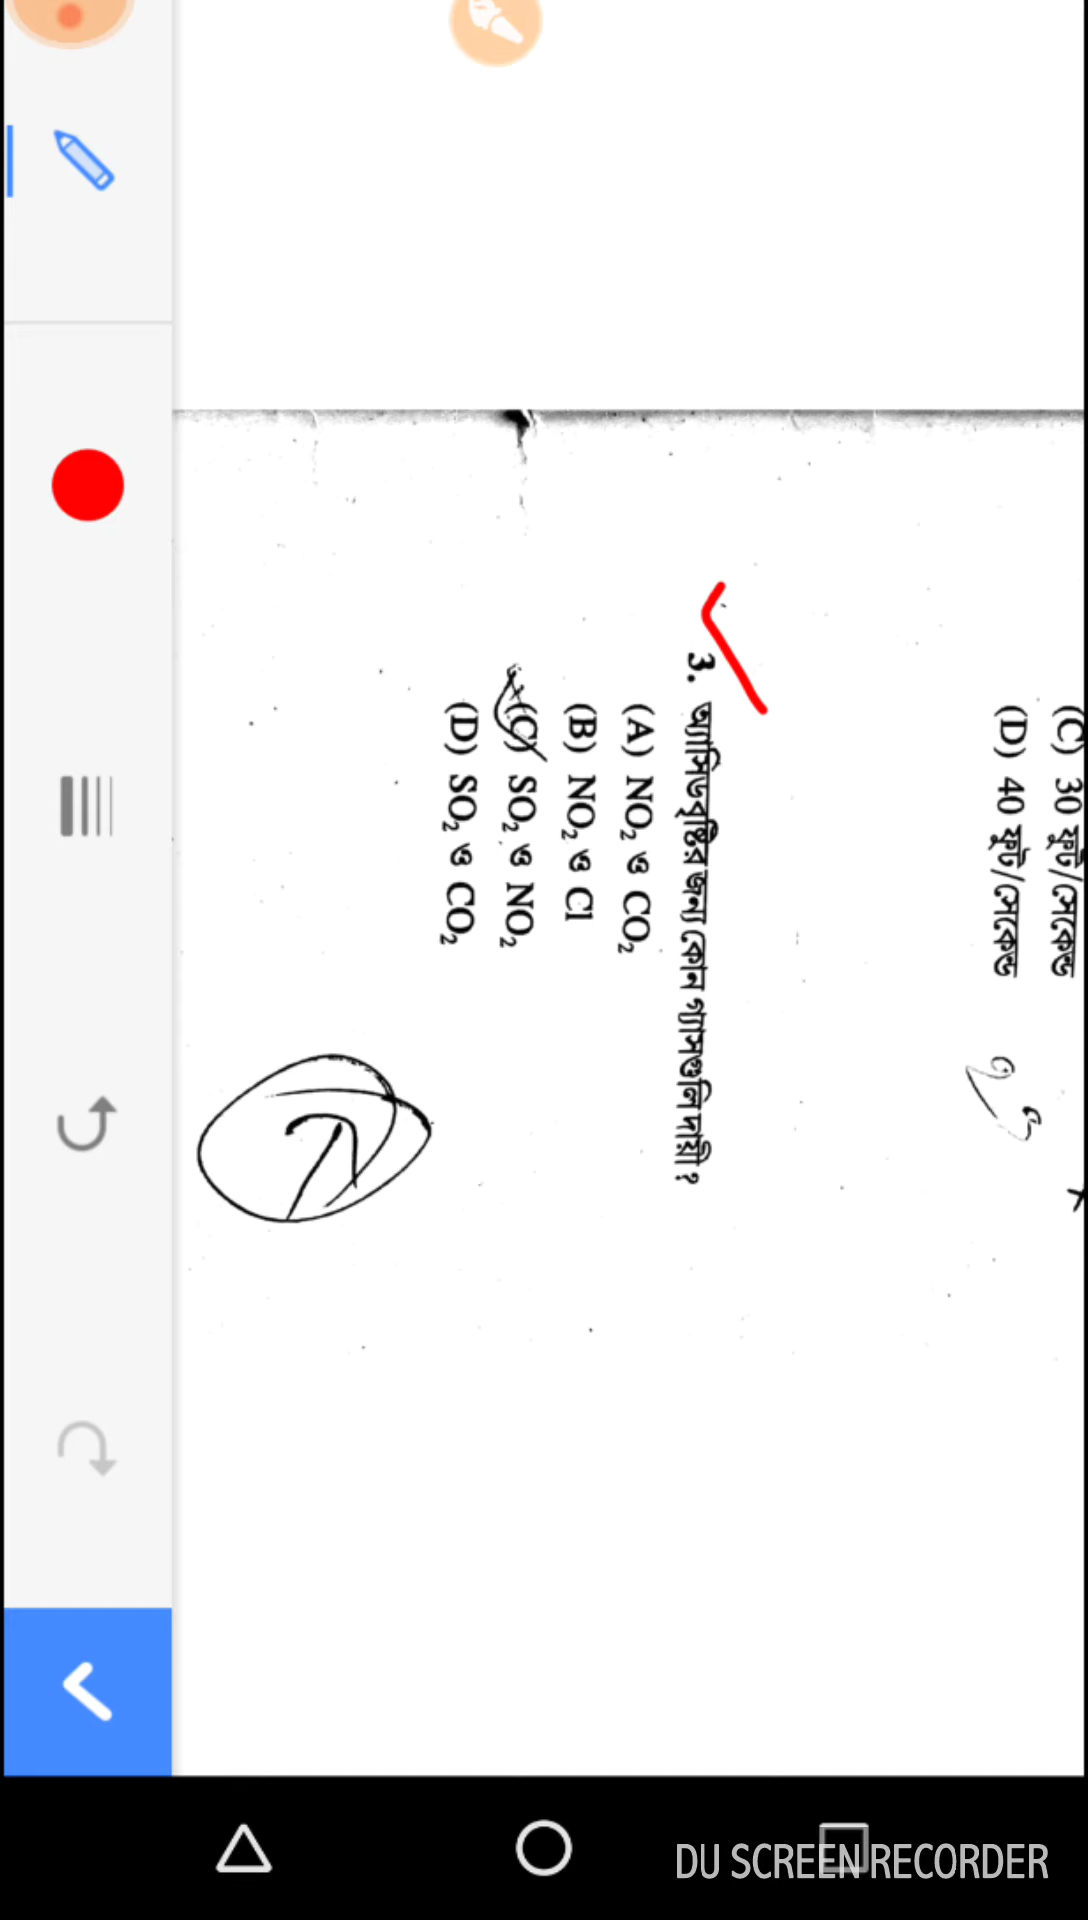 (C) 30 ফুট/সেকেন্ড
(D) 40 ফুট/সেকেন্ড
3. অ্যাসিডবৃষ্টির জন্য কোন গ্যাসগুলি দায়ী ?
(A) NO₂ ও CO₂
(B) NO₂ ও Cl
(C) SO₂ ও NO₂
(D) SO₂ ও CO₂
DU SCREEN RECORDER